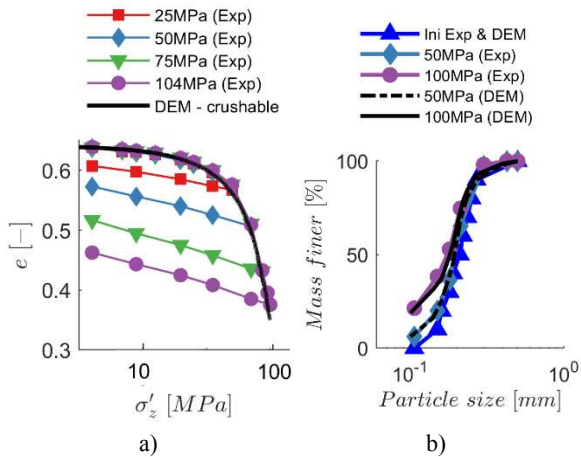 25MPa (Exp)
50MPa (Exp)
75MPa (Exp)
104MPa (Exp)
DEM - crushable
e [−]
0.6
0.5
0.4
0.3
10
100
σ′z [MPa]
a)
Ini Exp & DEM
50MPa (Exp)
100MPa (Exp)
50MPa (DEM)
100MPa (DEM)
Mass finer [%]
100
50
0
10⁻¹
10⁰
Particle size [mm]
b)